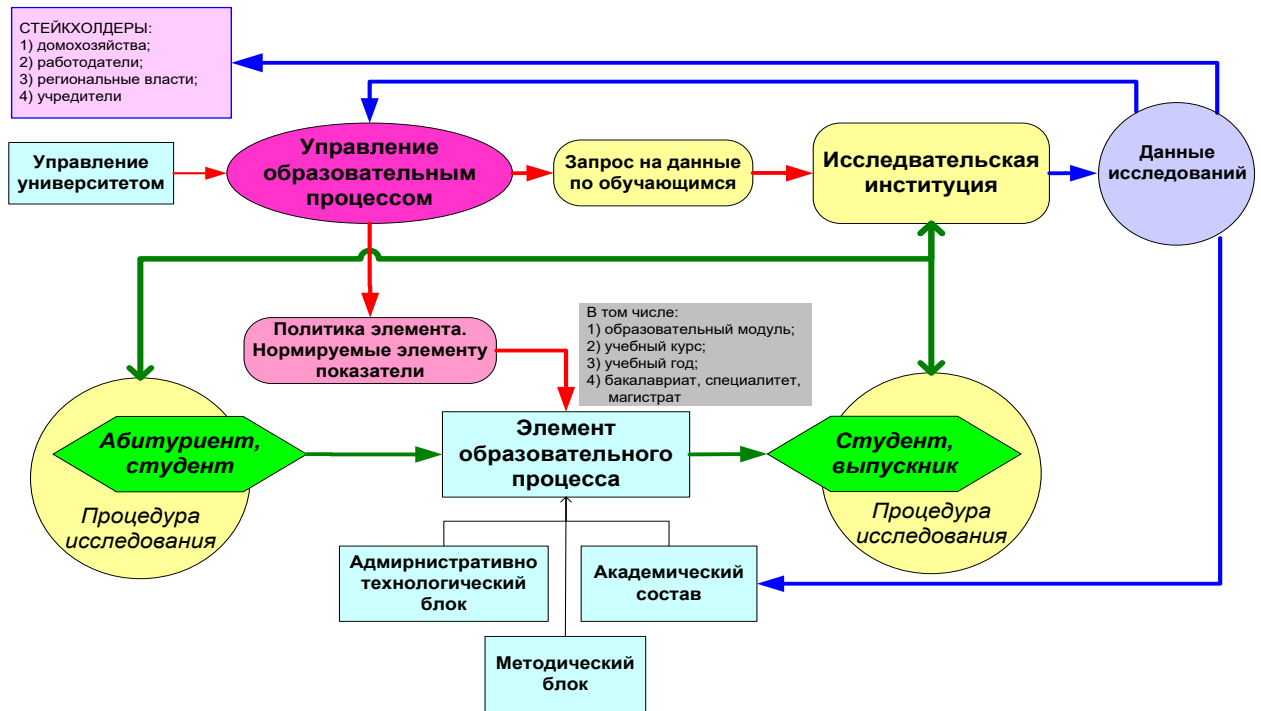 СТЕЙКХОЛДЕРЫ:
1) домохозяйства;
2) работодатели;
3) региональные власти;
4) учредители
Управление
университетом
Управление
образовательным
процессом
Запрос на данные
по обучающимся
Исследвательская
институция
Данные
исследований
Политика элемента.
Нормируемые элементу
показатели
В том числе:
1) образовательный модуль;
2) учебный курс;
3) учебный год;
4) бакалавриат, специалитет,
магистрат
Абитуриент,
студент
Процедура
исследования
Элемент
образовательного
процесса
Студент,
выпускник
Процедура
исследования
Адмирнистративно
технологический
блок
Академический
состав
Методический
блок